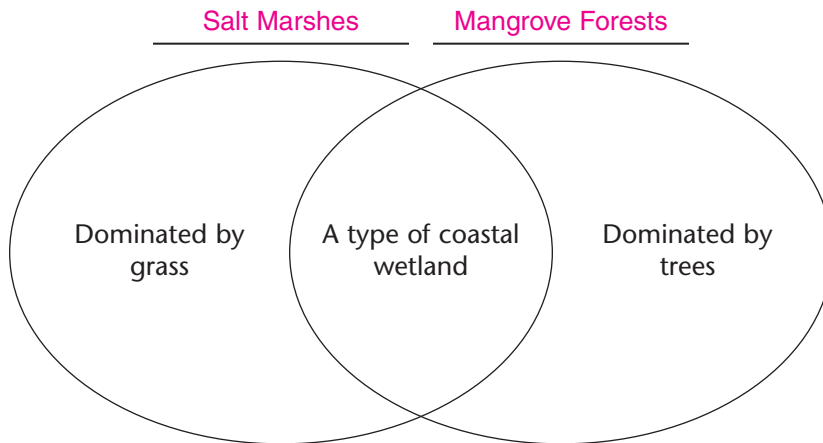 Salt Marshes
Mangrove Forests
Dominated by
grass
A type of coastal
wetland
Dominated by
trees